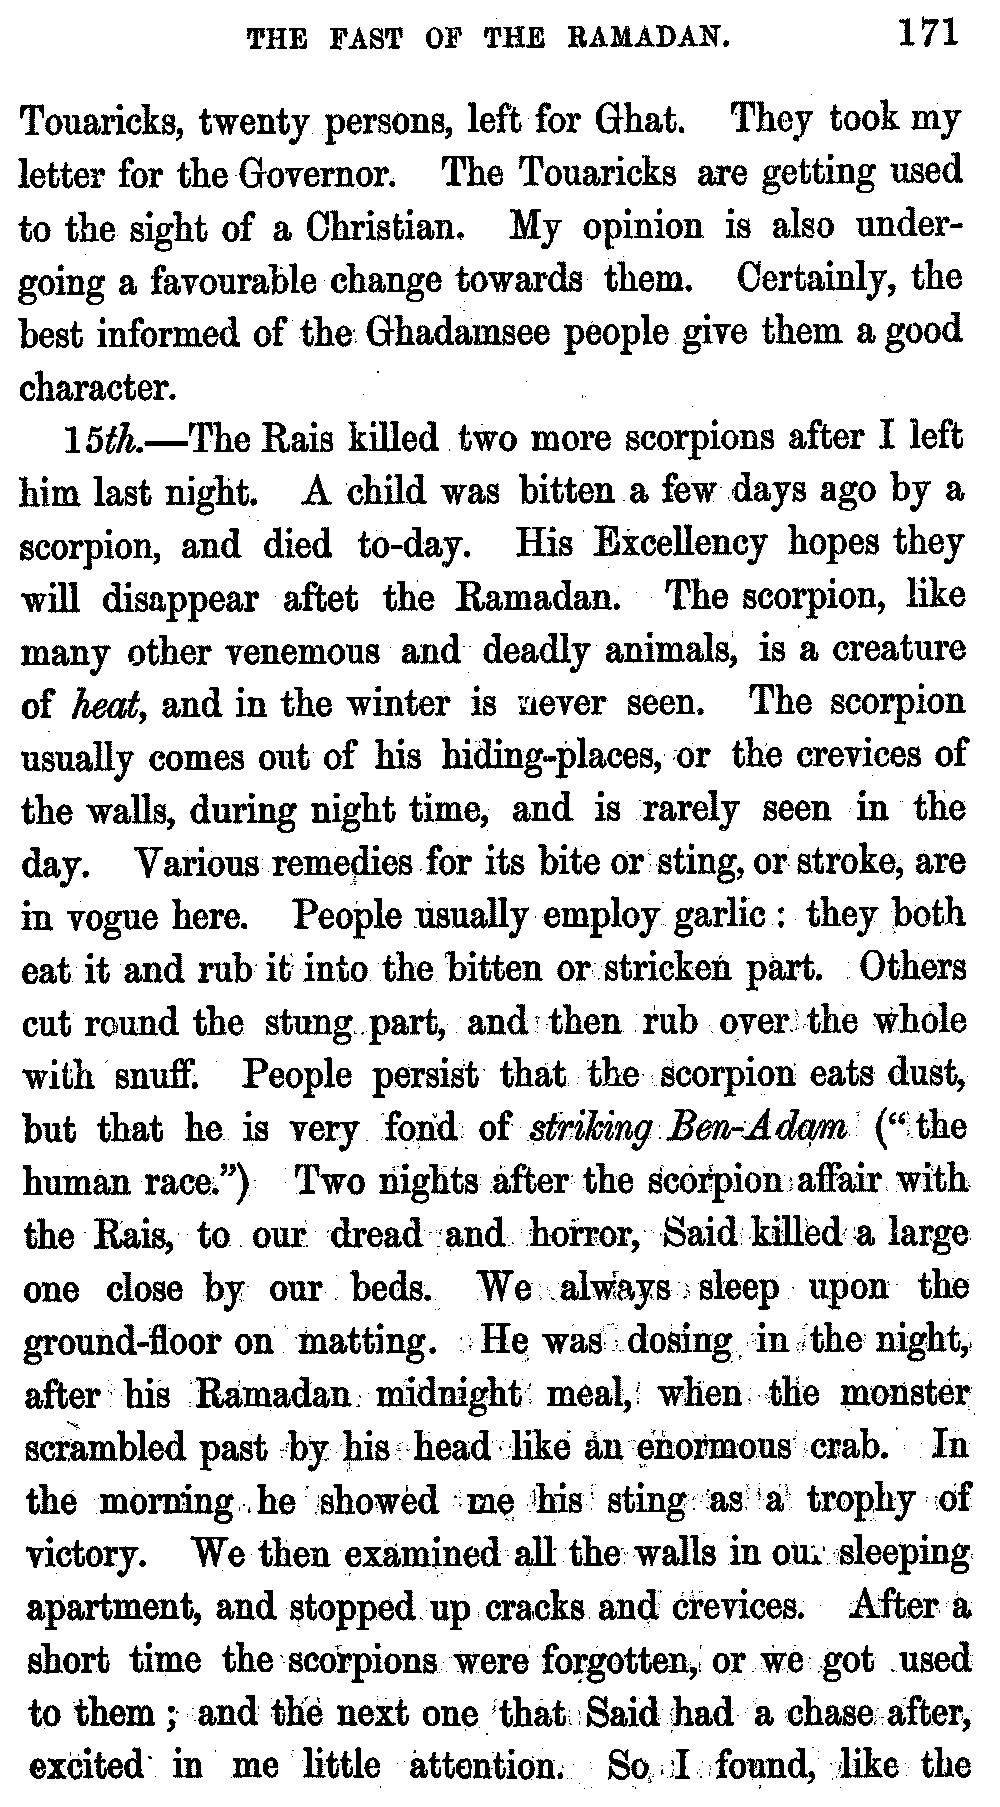 THE FAST OF THE RAMADAN. 171
Touaricks, twenty persons, left for Ghat. They took my
letter for the Governor. The Touaricks are getting used
to the sight of a Christian. My opinion is also under-
going a favourable change towards them. Certainly, the
best informed of the Ghadamsee people give them a good
character.
15th.—The Rais killed two more scorpions after I left
him last night. A child was bitten a few days ago by a
scorpion, and died to-day. His Excellency hopes they
will disappear aftet the Ramadan. The scorpion, like
many other venemous and deadly animals, is a creature
of heat, and in the winter is never seen. The scorpion
usually comes out of his hiding-places, or the crevices of
the walls, during night time, and is rarely seen in the
day. Various remedies for its bite or sting, or stroke, are
in vogue here. People usually employ garlic : they both
eat it and rub it into the bitten or stricken part. Others
cut round the stung part, and then rub over the whole
with snuff. People persist that the scorpion eats dust,
but that he is very fond of striking Ben-Adam (“the
human race.”) Two nights after the scorpion affair with
the Rais, to our dread and horror, Said killed a large
one close by our beds. We always sleep upon the
ground-floor on matting. He was dosing in the night,
after his Ramadan midnight meal, when the monster
scrambled past by his head like an enormous crab. In
the morning he showed me his sting as a trophy of
victory. We then examined all the walls in our sleeping
apartment, and stopped up cracks and crevices. After a
short time the scorpions were forgotten, or we got used
to them ; and the next one that Said had a chase after,
excited in me little attention. So I found, like the